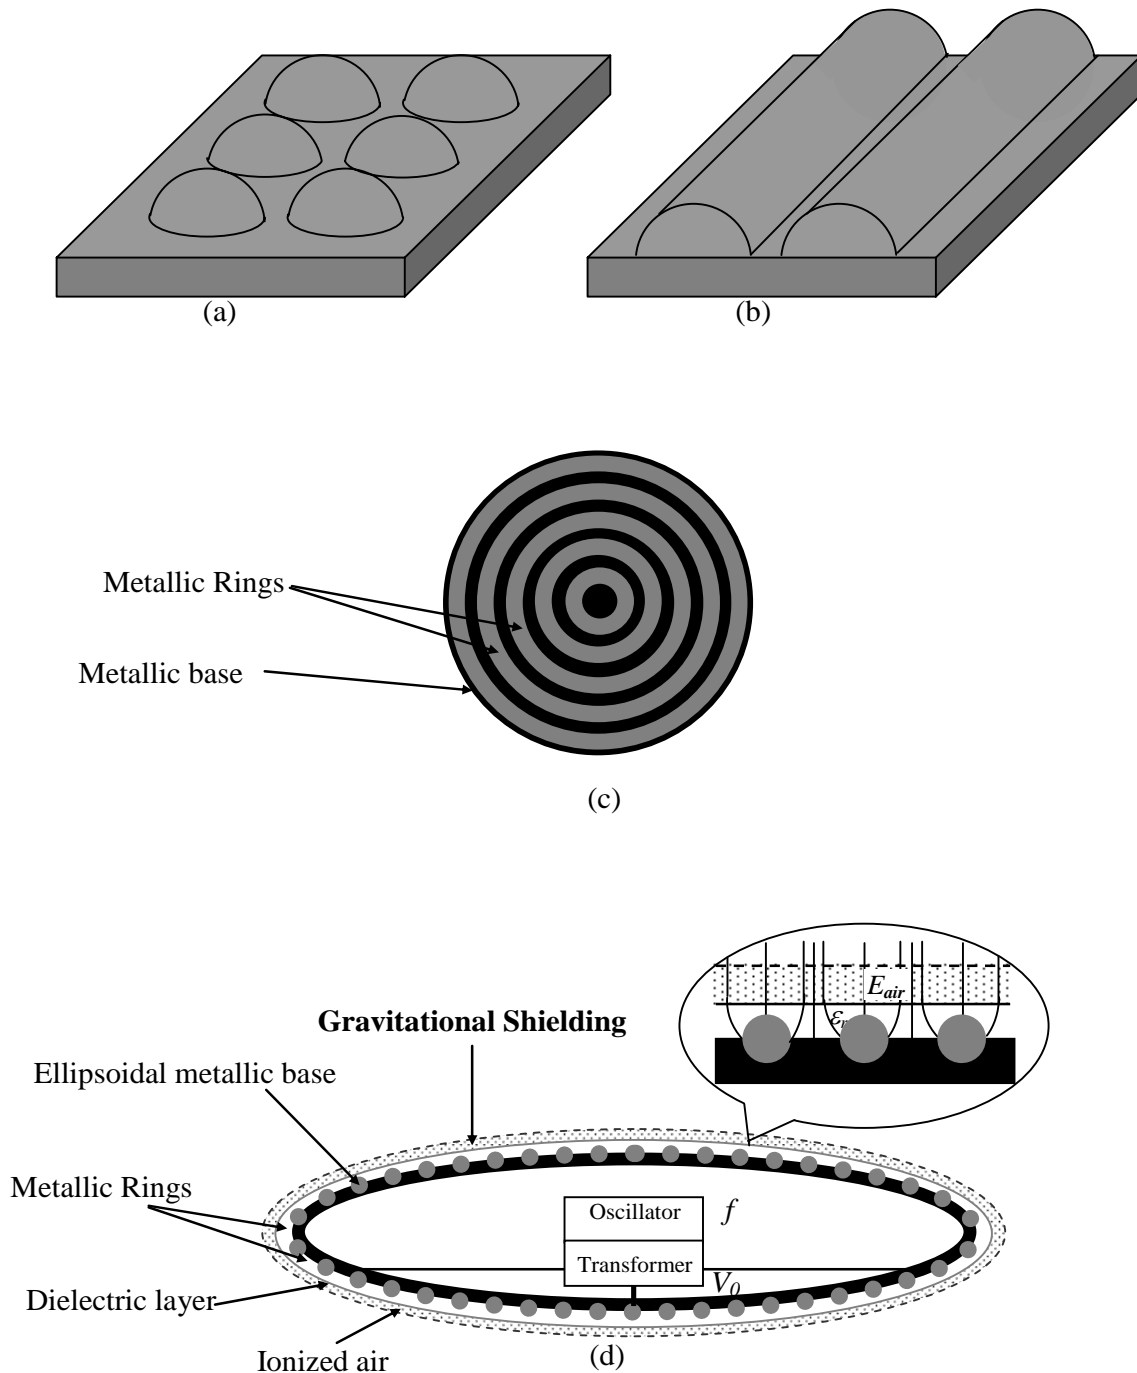 (a)
(b)
Metallic Rings
Metallic base
(c)
E_air
ε_r
Gravitational Shielding
Ellipsoidal metallic base
Metallic Rings
Oscillator f
Transformer
V_0
Dielectric layer
Ionized air
(d)